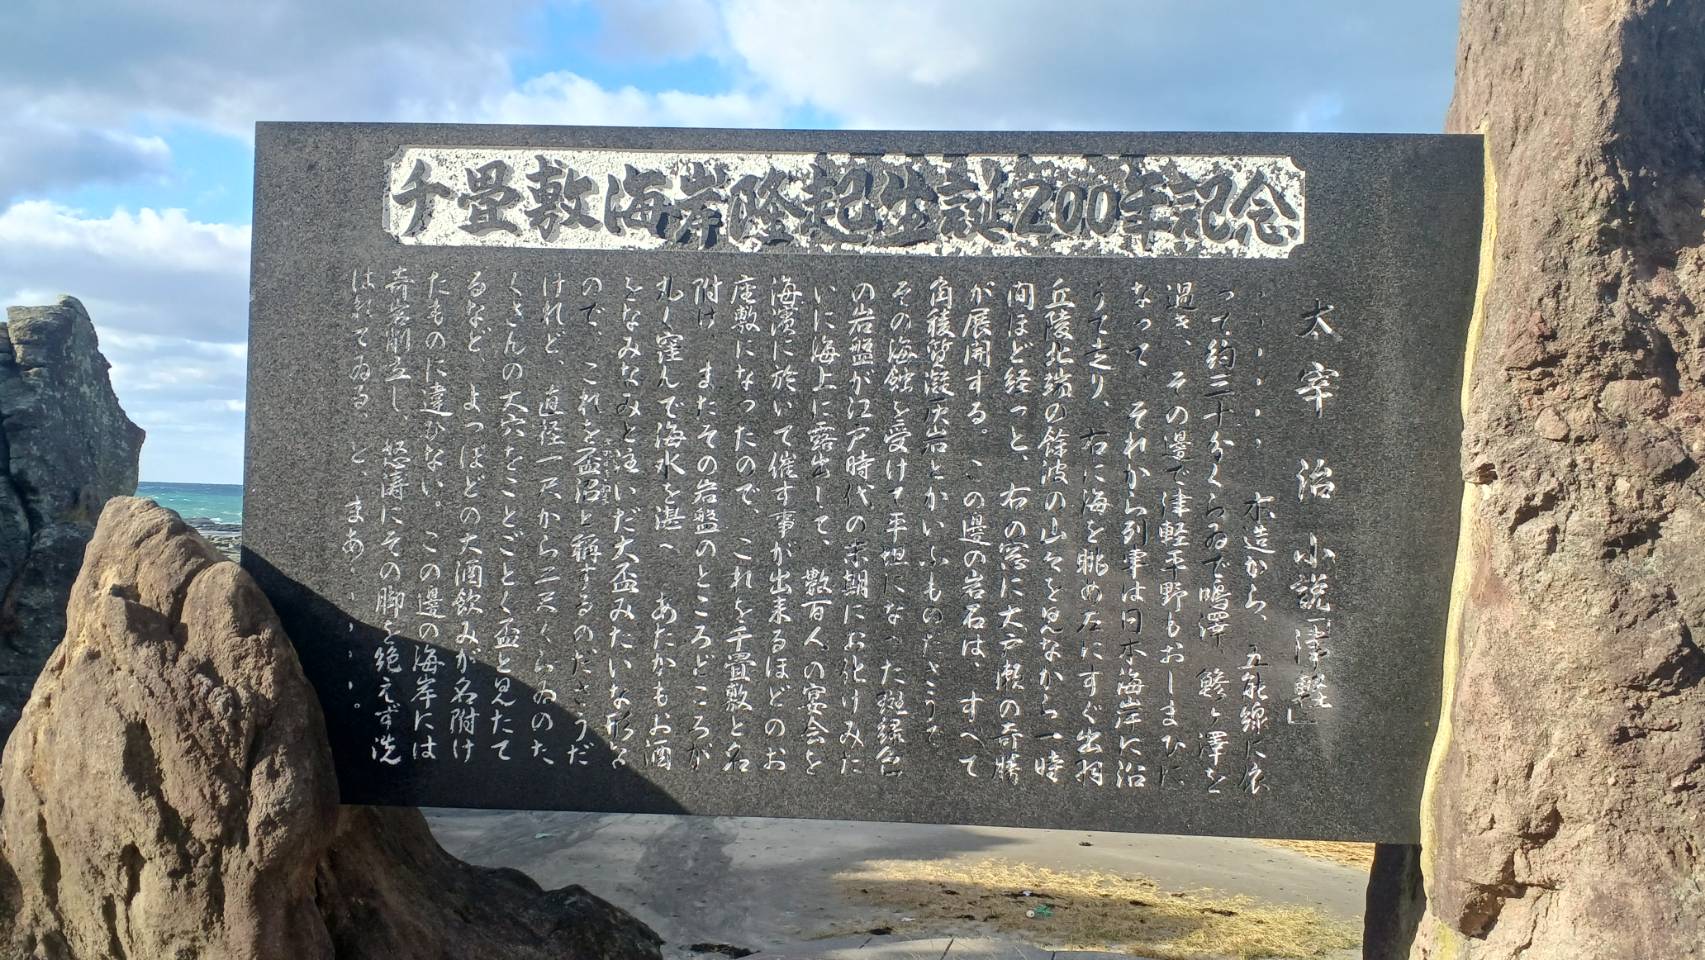 千畳敷海岸隆起生誕200年記念
太宰治 小説「津軽」
、、、、、木造から、五能線に依
って約三十分くらゐで鳴澤、鰺ヶ澤を
過ぎ、その邊で津軽平野もおしまひに
なって、それから列車は日本海岸に沿
うて走り、右に海を眺め左にすぐ出羽
丘陵北端の餘波の山々を見ながら一時
間ほど経つと、右の窓に大戸瀬の奇勝
が展開する。この邊の岩石は、すべて
角稜質凝灰岩とかいふものださうで
その海蝕を受けて平坦になった斑緑色
の岩盤が江戸時代の末期にお化けみた
いに海上に露出して、數百人の宴会を
海濱に於いて催す事が出来るほどのお
座敷になったので、これを千畳敷と名
附け、またその岩盤のところどころが
丸く窪んで海水を湛へ、あたかもお酒
をなみなみと注いだ大盃みたいな形な
ので、これを盃沼と稱するのださうだ
けれど、直径一尺から二尺くらゐのた
くさんの大穴をことごとく盃と見たて
るなど、よっぽどの大酒飲みが名附け
たものに違ひない。この邊の海岸には
奇岩削立し、怒涛にその脚を絶えず洗
はれてゐる、と、まあ、、、、。